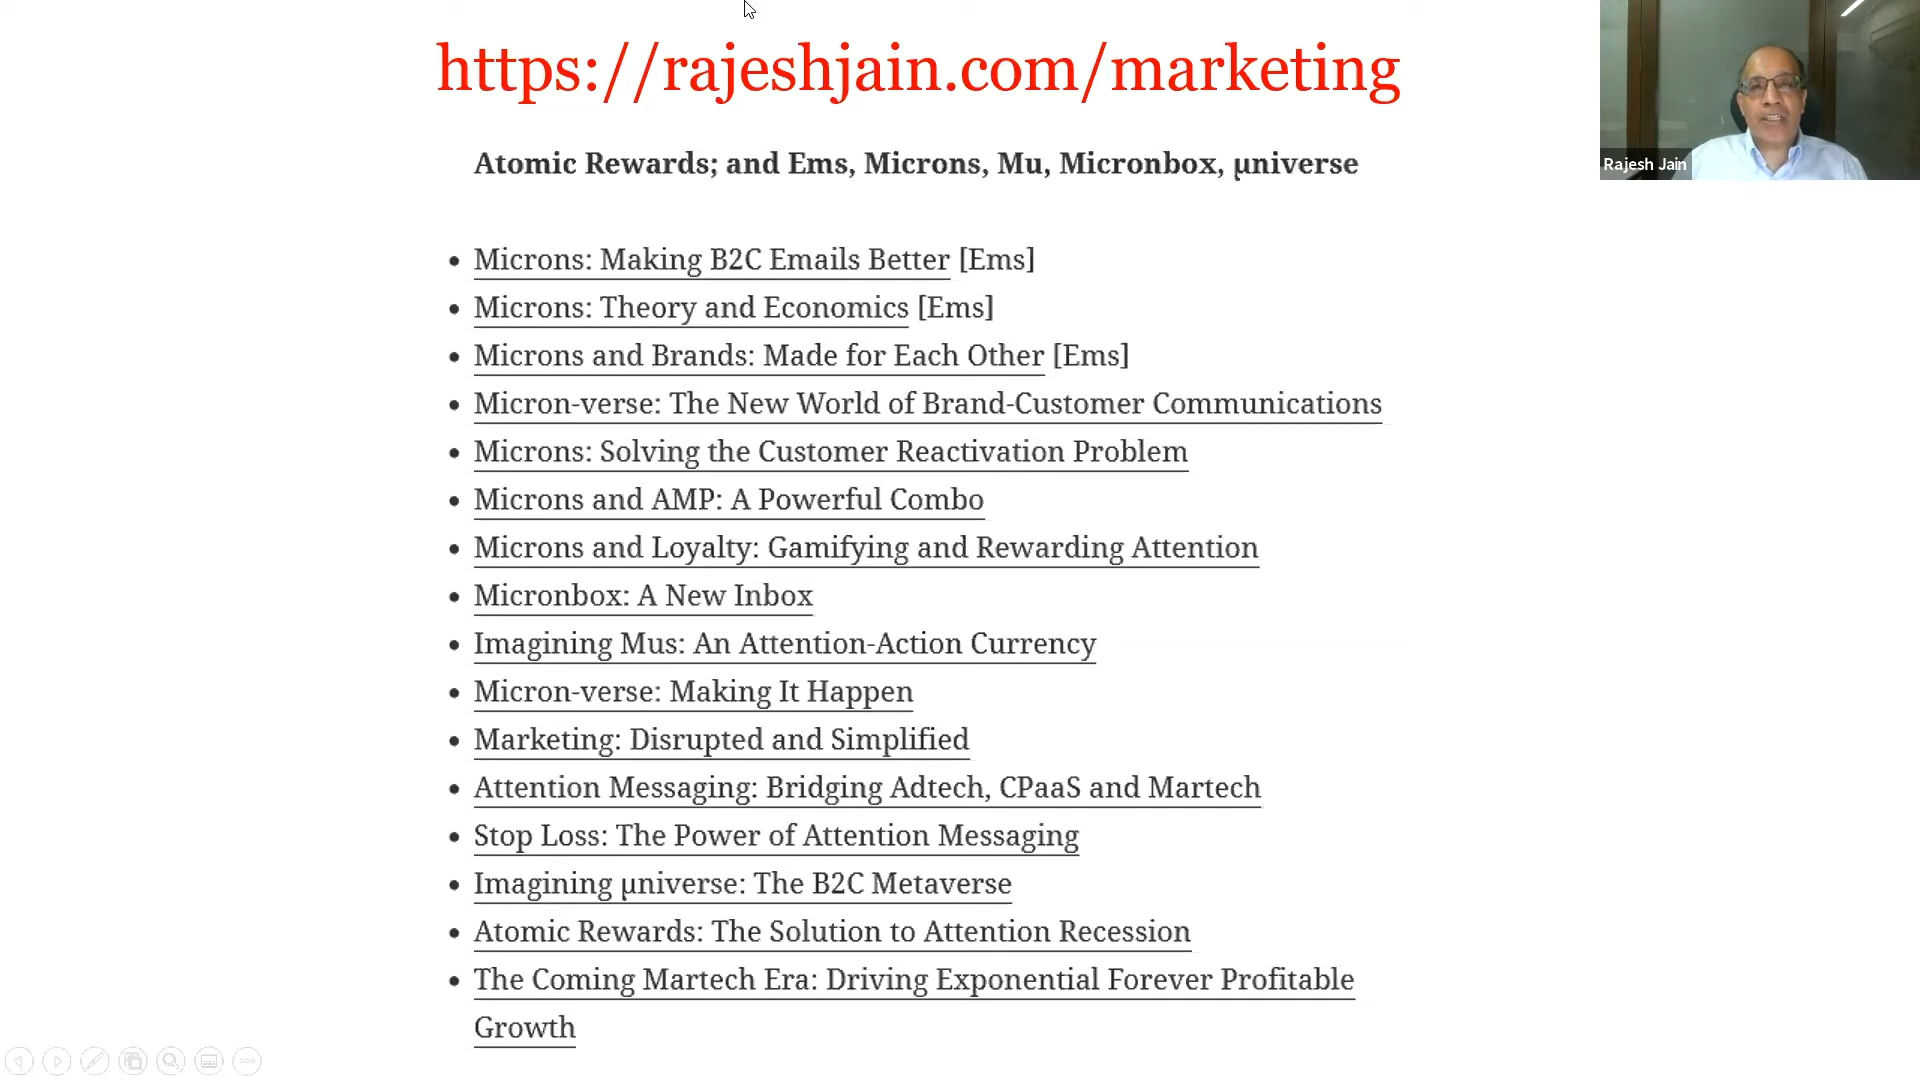 https://rajeshjain.com/marketing
Rajesh Jain
Atomic Rewards; and Ems, Microns, Mu, Micronbox, μniverse
• Microns: Making B2C Emails Better [Ems]
• Microns: Theory and Economics [Ems]
• Microns and Brands: Made for Each Other [Ems]
• Micron-verse: The New World of Brand-Customer Communications
• Microns: Solving the Customer Reactivation Problem
• Microns and AMP: A Powerful Combo
• Microns and Loyalty: Gamifying and Rewarding Attention
• Micronbox: A New Inbox
• Imagining Mus: An Attention-Action Currency
• Micron-verse: Making It Happen
• Marketing: Disrupted and Simplified
• Attention Messaging: Bridging Adtech, CPaaS and Martech
• Stop Loss: The Power of Attention Messaging
• Imagining μniverse: The B2C Metaverse
• Atomic Rewards: The Solution to Attention Recession
• The Coming Martech Era: Driving Exponential Forever Profitable
Growth